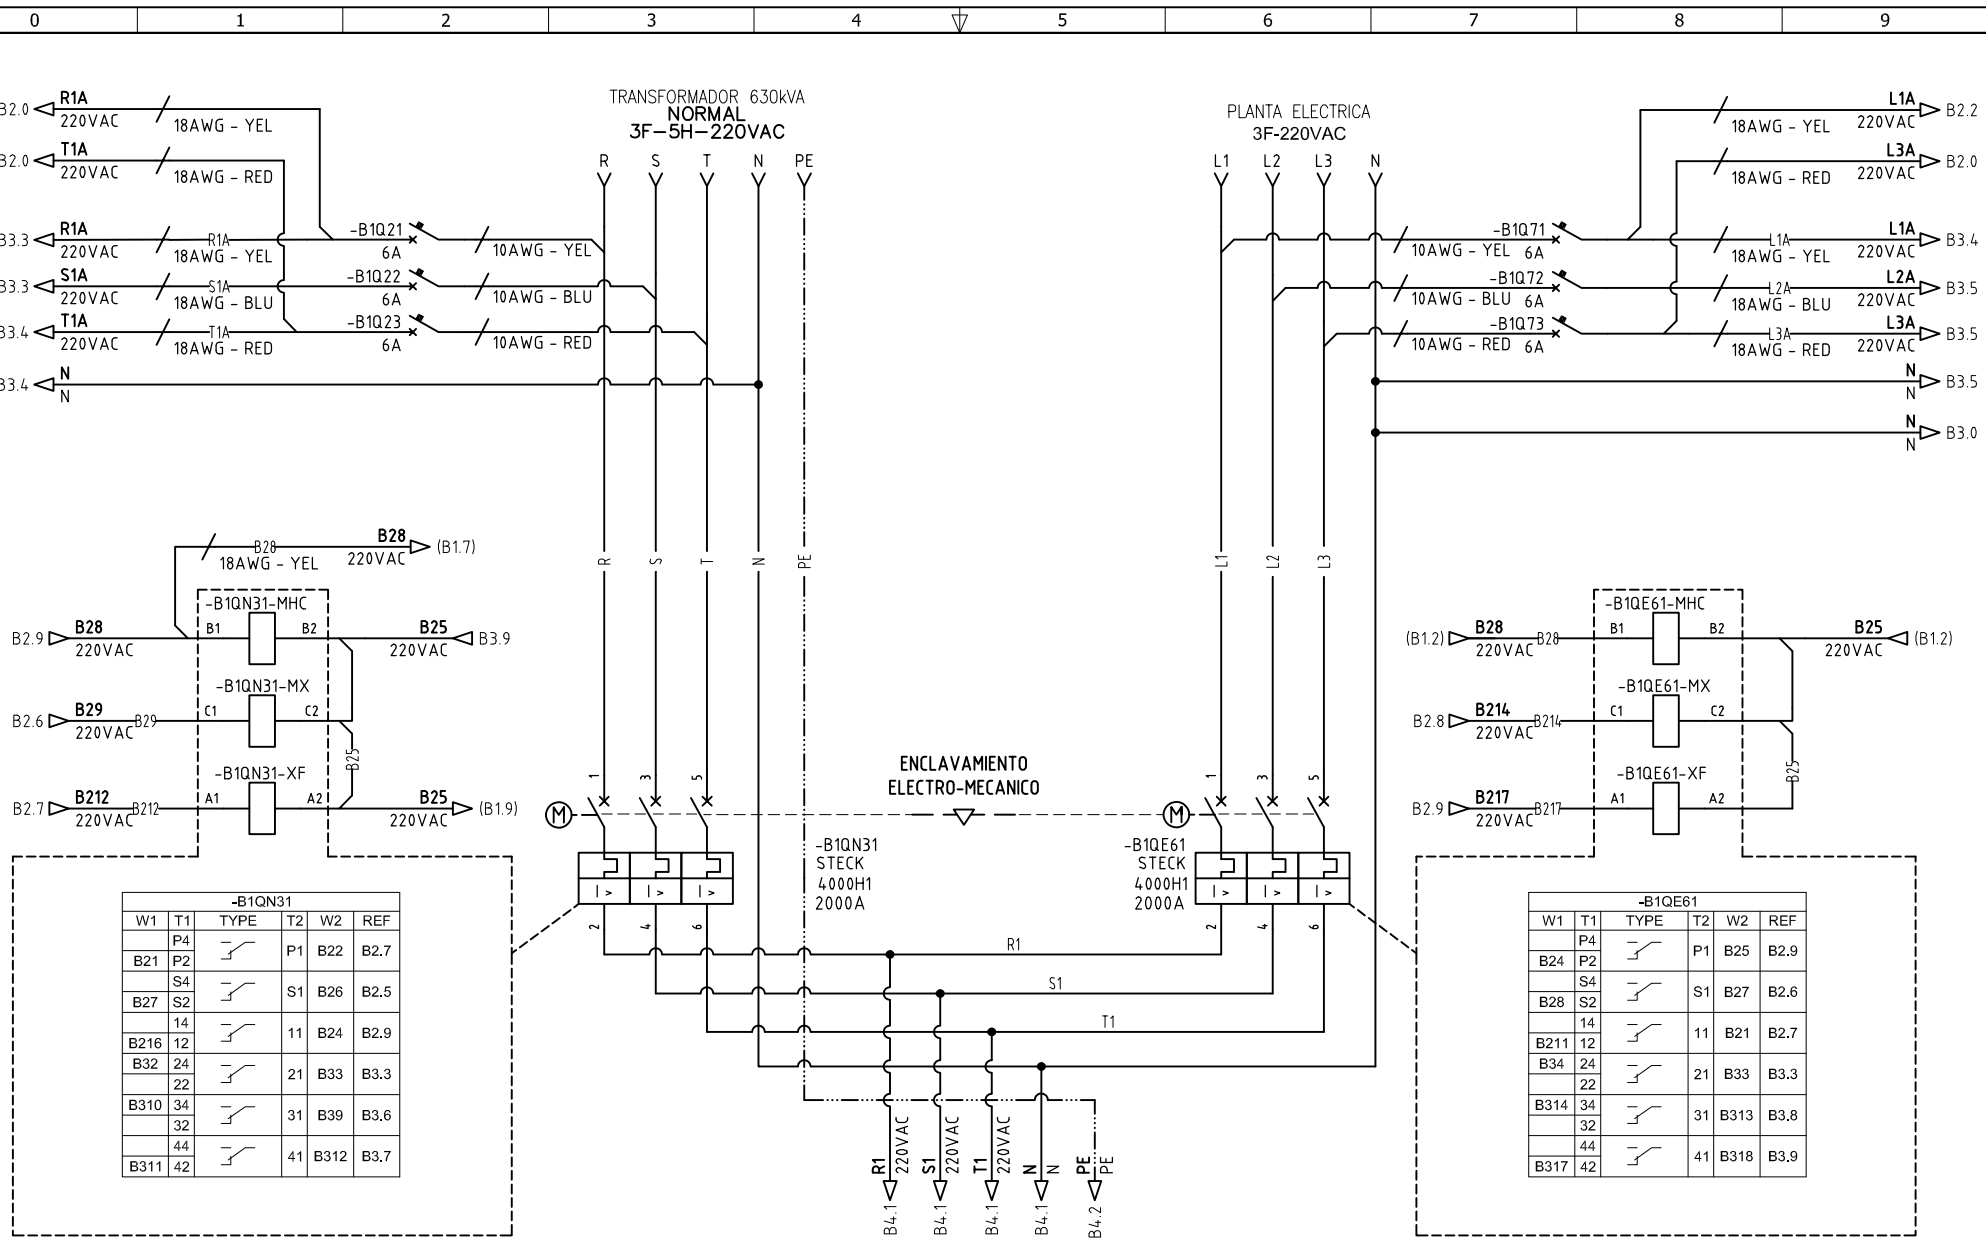 0 1 2 3 4 5 6 7 8 9
TRANSFORMADOR 630kVA
NORMAL
3F-5H-220VAC
R S T N PE
PLANTA ELECTRICA
3F-220VAC
L1 L2 L3 N
B2.0 R1A
220VAC 18AWG - YEL
B2.0 T1A
220VAC 18AWG - RED
B3.3 R1A R1A -B1Q21
220VAC 18AWG - YEL 6A 10AWG - YEL
B3.3 S1A S1A -B1Q22
220VAC 18AWG - BLU 6A 10AWG - BLU
B3.4 T1A T1A -B1Q23
220VAC 18AWG - RED 6A 10AWG - RED
B3.4 N
N
L1A B2.2
18AWG - YEL 220VAC
L3A B2.0
18AWG - RED 220VAC
-B1Q71 L1A L1A B3.4
10AWG - YEL 6A 18AWG - YEL 220VAC
-B1Q72 L2A L2A B3.5
10AWG - BLU 6A 18AWG - BLU 220VAC
-B1Q73 L3A L3A B3.5
10AWG - RED 6A 18AWG - RED 220VAC
N B3.5
N
N B3.0
N
R S T N PE
L1 L2 L3
B28 B28 (B1.7)
18AWG - YEL 220VAC
-B1QN31-MHC
B2.9 B28 B1 B2 B25 B3.9
220VAC 220VAC
-B1QN31-MX
B2.6 B29 B29 C1 C2
220VAC
B25
-B1QN31-XF
B2.7 B212 B212 A1 A2 B25 (B1.9)
220VAC 220VAC
-B1QE61-MHC
(B1.2) B28 B28 B1 B2 B25 (B1.2)
220VAC 220VAC
-B1QE61-MX
B2.8 B214 B214 C1 C2
220VAC
B25
-B1QE61-XF
B2.9 B217 B217 A1 A2
220VAC
ENCLAVAMIENTO
ELECTRO-MECANICO
1 3 5
M
-B1QN31
STECK
4000H1
2000A
I > I > I >
2 4 6
1 3 5
M
-B1QE61
STECK
4000H1
2000A
I > I > I >
2 4 6
R1
S1
T1
R1 220VAC B4.1
S1 220VAC B4.1
T1 220VAC B4.1
N N B4.1
PE PE B4.2
-B1QN31
W1 T1 TYPE T2 W2 REF
P4
B21 P2 P1 B22 B2.7
S4
B27 S2 S1 B26 B2.5
14
B216 12 11 B24 B2.9
B32 24
22 21 B33 B3.3
B310 34
32 31 B39 B3.6
44
B311 42 41 B312 B3.7
-B1QE61
W1 T1 TYPE T2 W2 REF
P4
B24 P2 P1 B25 B2.9
S4
B28 S2 S1 B27 B2.6
14
B211 12 11 B21 B2.7
B34 24
22 21 B33 B3.3
B314 34
32 31 B313 B3.8
44
B317 42 41 B318 B3.9